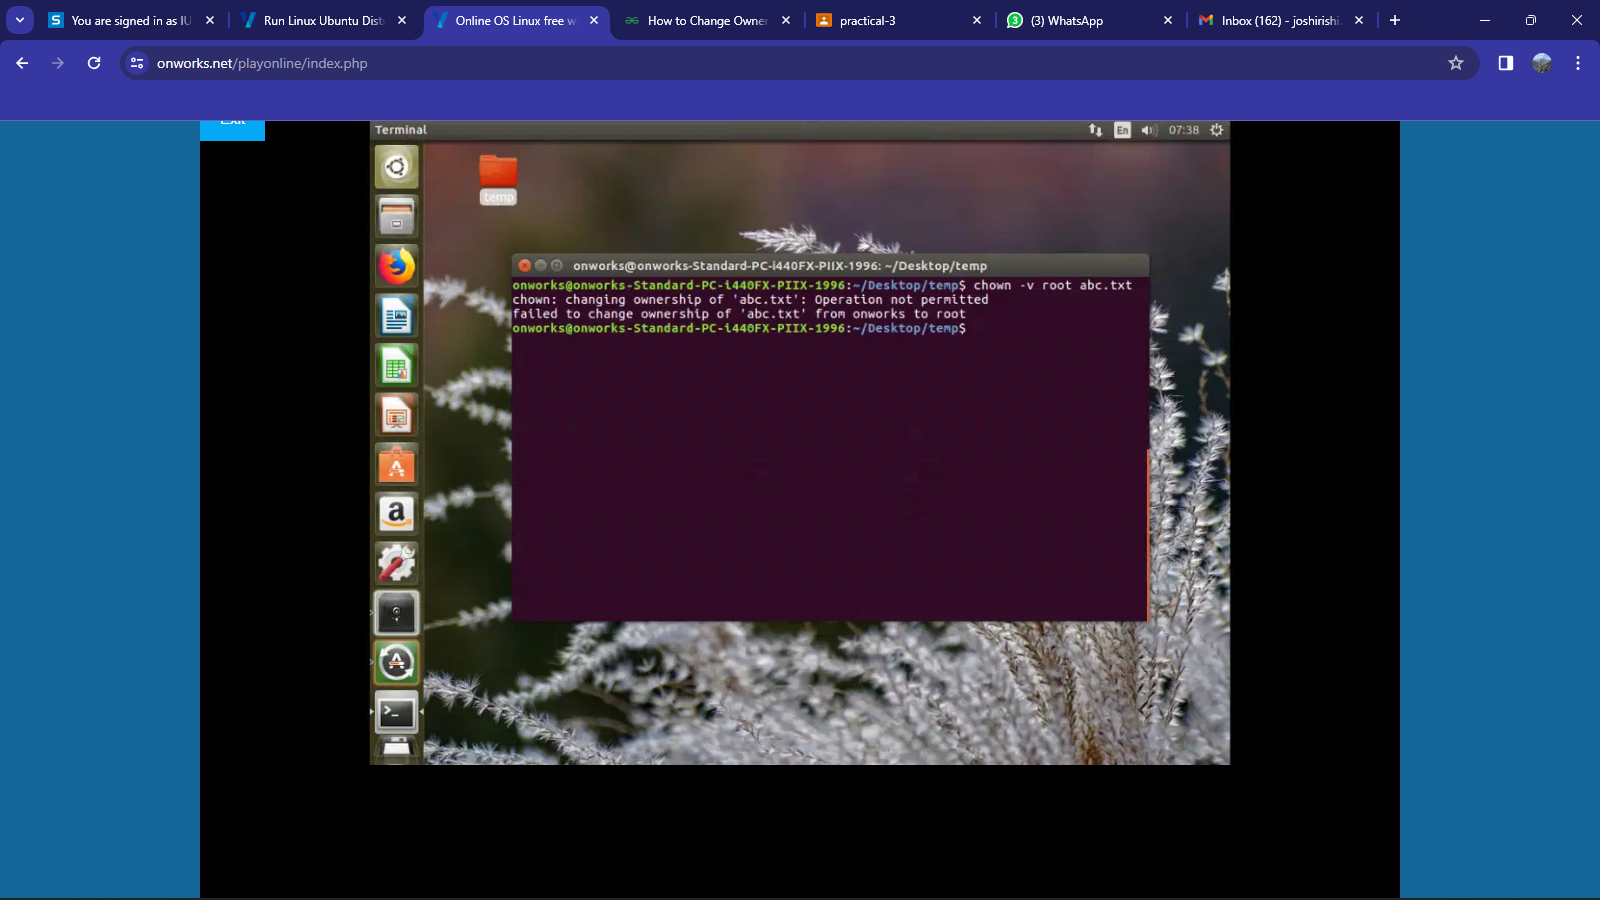 You are signed in as IU
Run Linux Ubuntu Dist
Online OS Linux free w
How to Change Owner
practical-3
3
(3) WhatsApp
Inbox (162) - joshirishi
onworks.net/playonline/index.php
Exit
Terminal
En
07:38
temp
onworks@onworks-Standard-PC-i440FX-PIIX-1996: ~/Desktop/temp
onworks@onworks-Standard-PC-i440FX-PIIX-1996:~/Desktop/temp$ chown -v root abc.txt
chown: changing ownership of 'abc.txt': Operation not permitted
failed to change ownership of 'abc.txt' from onworks to root
onworks@onworks-Standard-PC-i440FX-PIIX-1996:~/Desktop/temp$